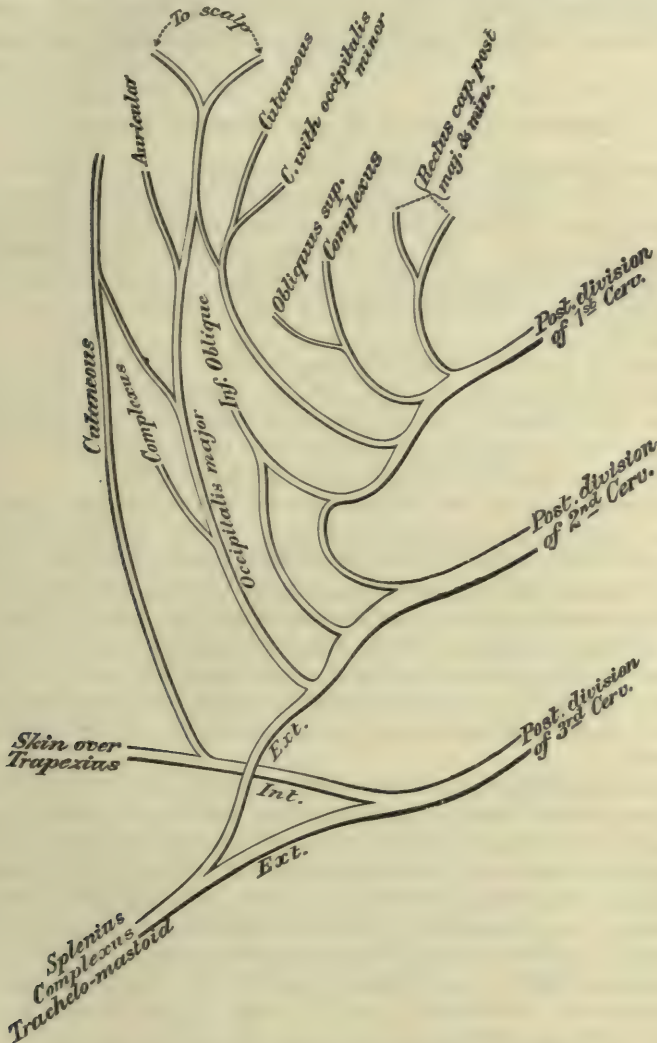 To scalp
Auricular
Cutaneous
C. with occipitalis
minor
Obliquus sup.
Complexus
Rectus cap. post
maj. & min.
Post. division
of 1st Cerv.
Cutaneous
Complexus
Occipitalis major
Inf. Oblique
Post. division
of 2nd Cerv.
Ext.
Skin over
Trapezius
Int.
Post. division
of 3rd Cerv.
Ext.
Splenius
Complexus
Trachelo-mastoid